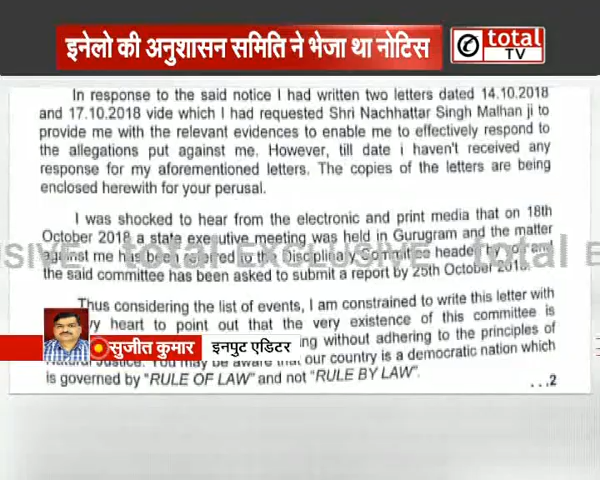 इनेलो की अनुशासन समिति ने भेजा था नोटिस
total
TV
In response to the said notice I had written two letters dated 14.10.2018
and 17.10.2018 vide which I had requested Shri Nachhattar Singh Malhan ji to
provide me with the relevant evidences to enable me to effectively respond to
the allegations put against me. However, till date i haven't received any
response for my aforementioned letters. The copies of the letters are being
enclosed herewith for your perusal.
I was shocked to hear from the electronic and print media that on 18th
October 2018 a state executive meeting was held in Gurugram and the matter
against me has been referred to the Disciplinary Committee headed by you and
the said committee has been asked to submit a report by 25th October 2018.
SIVE total EXCLUSIVE total E
Thus considering the list of events, I am constrained to write this letter with
heart to point out that the very existence of this committee is
ing without adhering to the principles of
Natural Justice. You may be aware that our country is a democratic nation which
is governed by "RULE OF LAW" and not "RULE BY LAW".
...2
सुजीत कुमार
इनपुट एडिटर